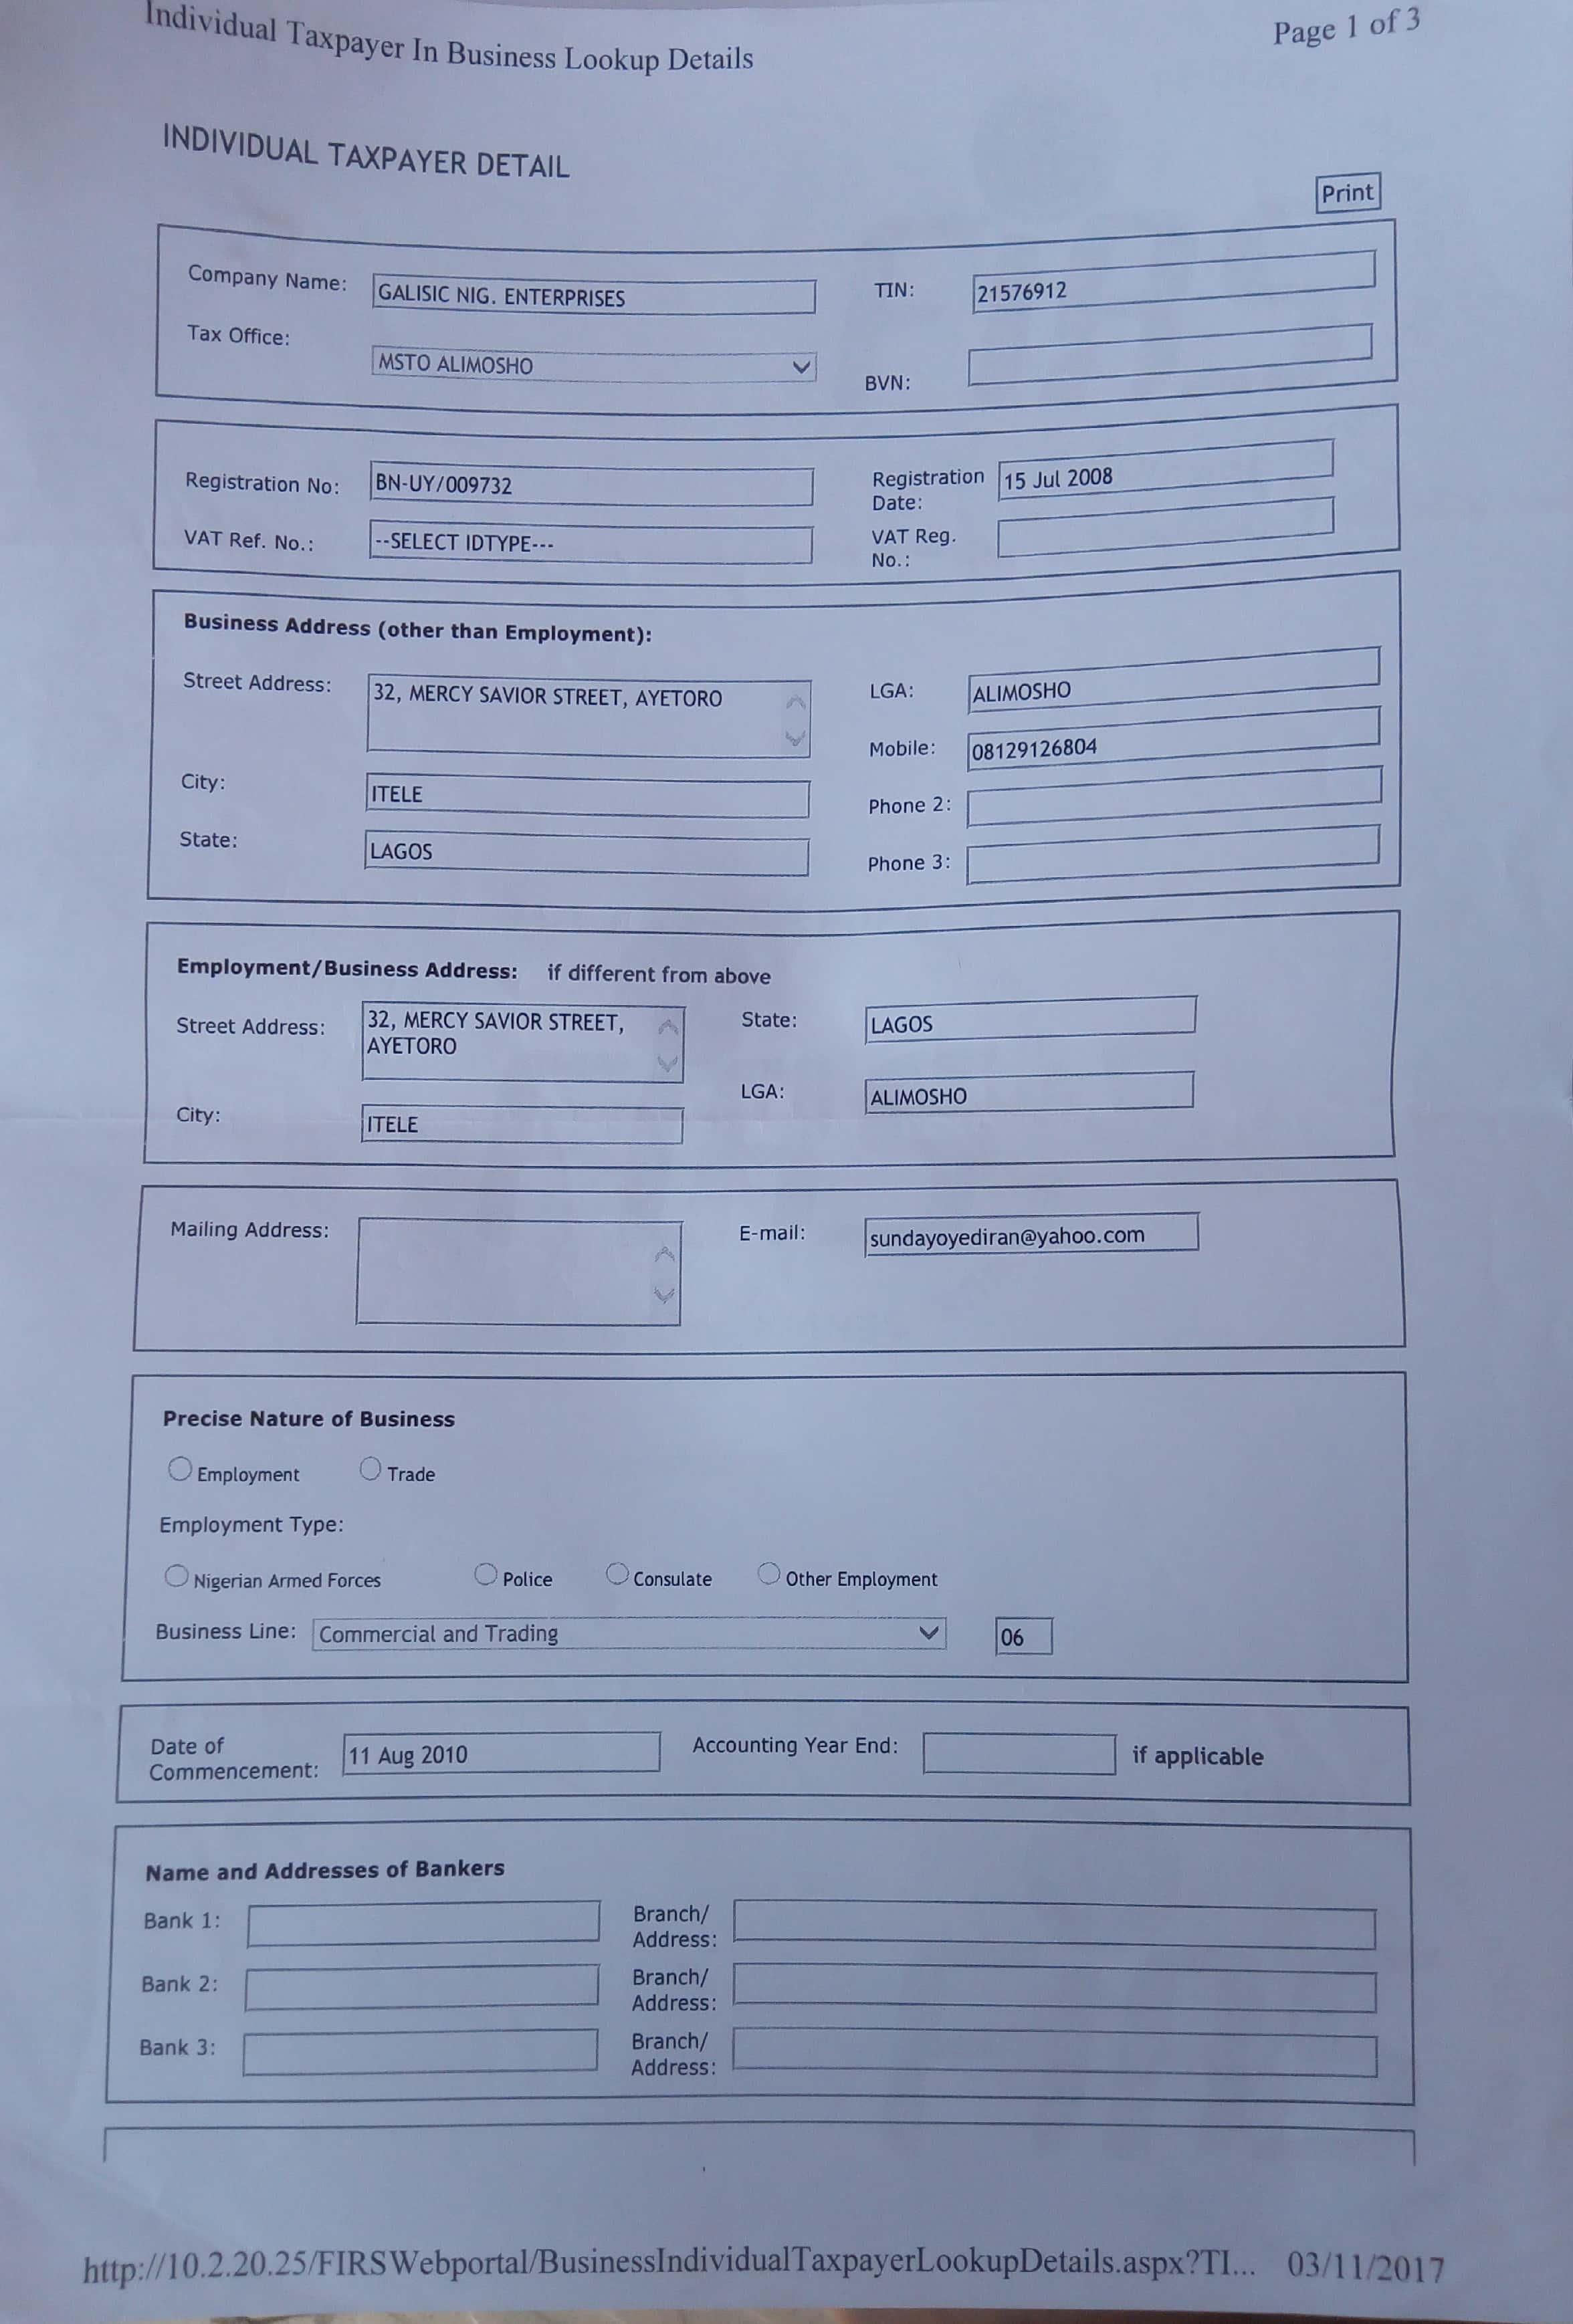 Individual Taxpayer In Business Lookup Details Page 1 of 3
INDIVIDUAL TAXPAYER DETAIL
Print
Company Name: GALISIC NIG. ENTERPRISES TIN: 21576912
Tax Office: MSTO ALIMOSHO BVN:
Registration No: BN-UY/009732 Registration Date: 15 Jul 2008
VAT Ref. No.: --SELECT IDTYPE--- VAT Reg. No.:
Business Address (other than Employment):
Street Address: 32, MERCY SAVIOR STREET, AYETORO LGA: ALIMOSHO
Mobile: 08129126804
City: ITELE Phone 2:
State: LAGOS Phone 3:
Employment/Business Address: if different from above
Street Address: 32, MERCY SAVIOR STREET, AYETORO State: LAGOS
LGA: ALIMOSHO
City: ITELE
Mailing Address: E-mail: sundayoyediran@yahoo.com
Precise Nature of Business
Employment Trade
Employment Type:
Nigerian Armed Forces Police Consulate Other Employment
Business Line: Commercial and Trading 06
Date of Commencement: 11 Aug 2010 Accounting Year End: if applicable
Name and Addresses of Bankers
Bank 1: Branch/ Address:
Bank 2: Branch/ Address:
Bank 3: Branch/ Address:
http://10.2.20.25/FIRSWebportal/BusinessIndividualTaxpayerLookupDetails.aspx?TI... 03/11/2017